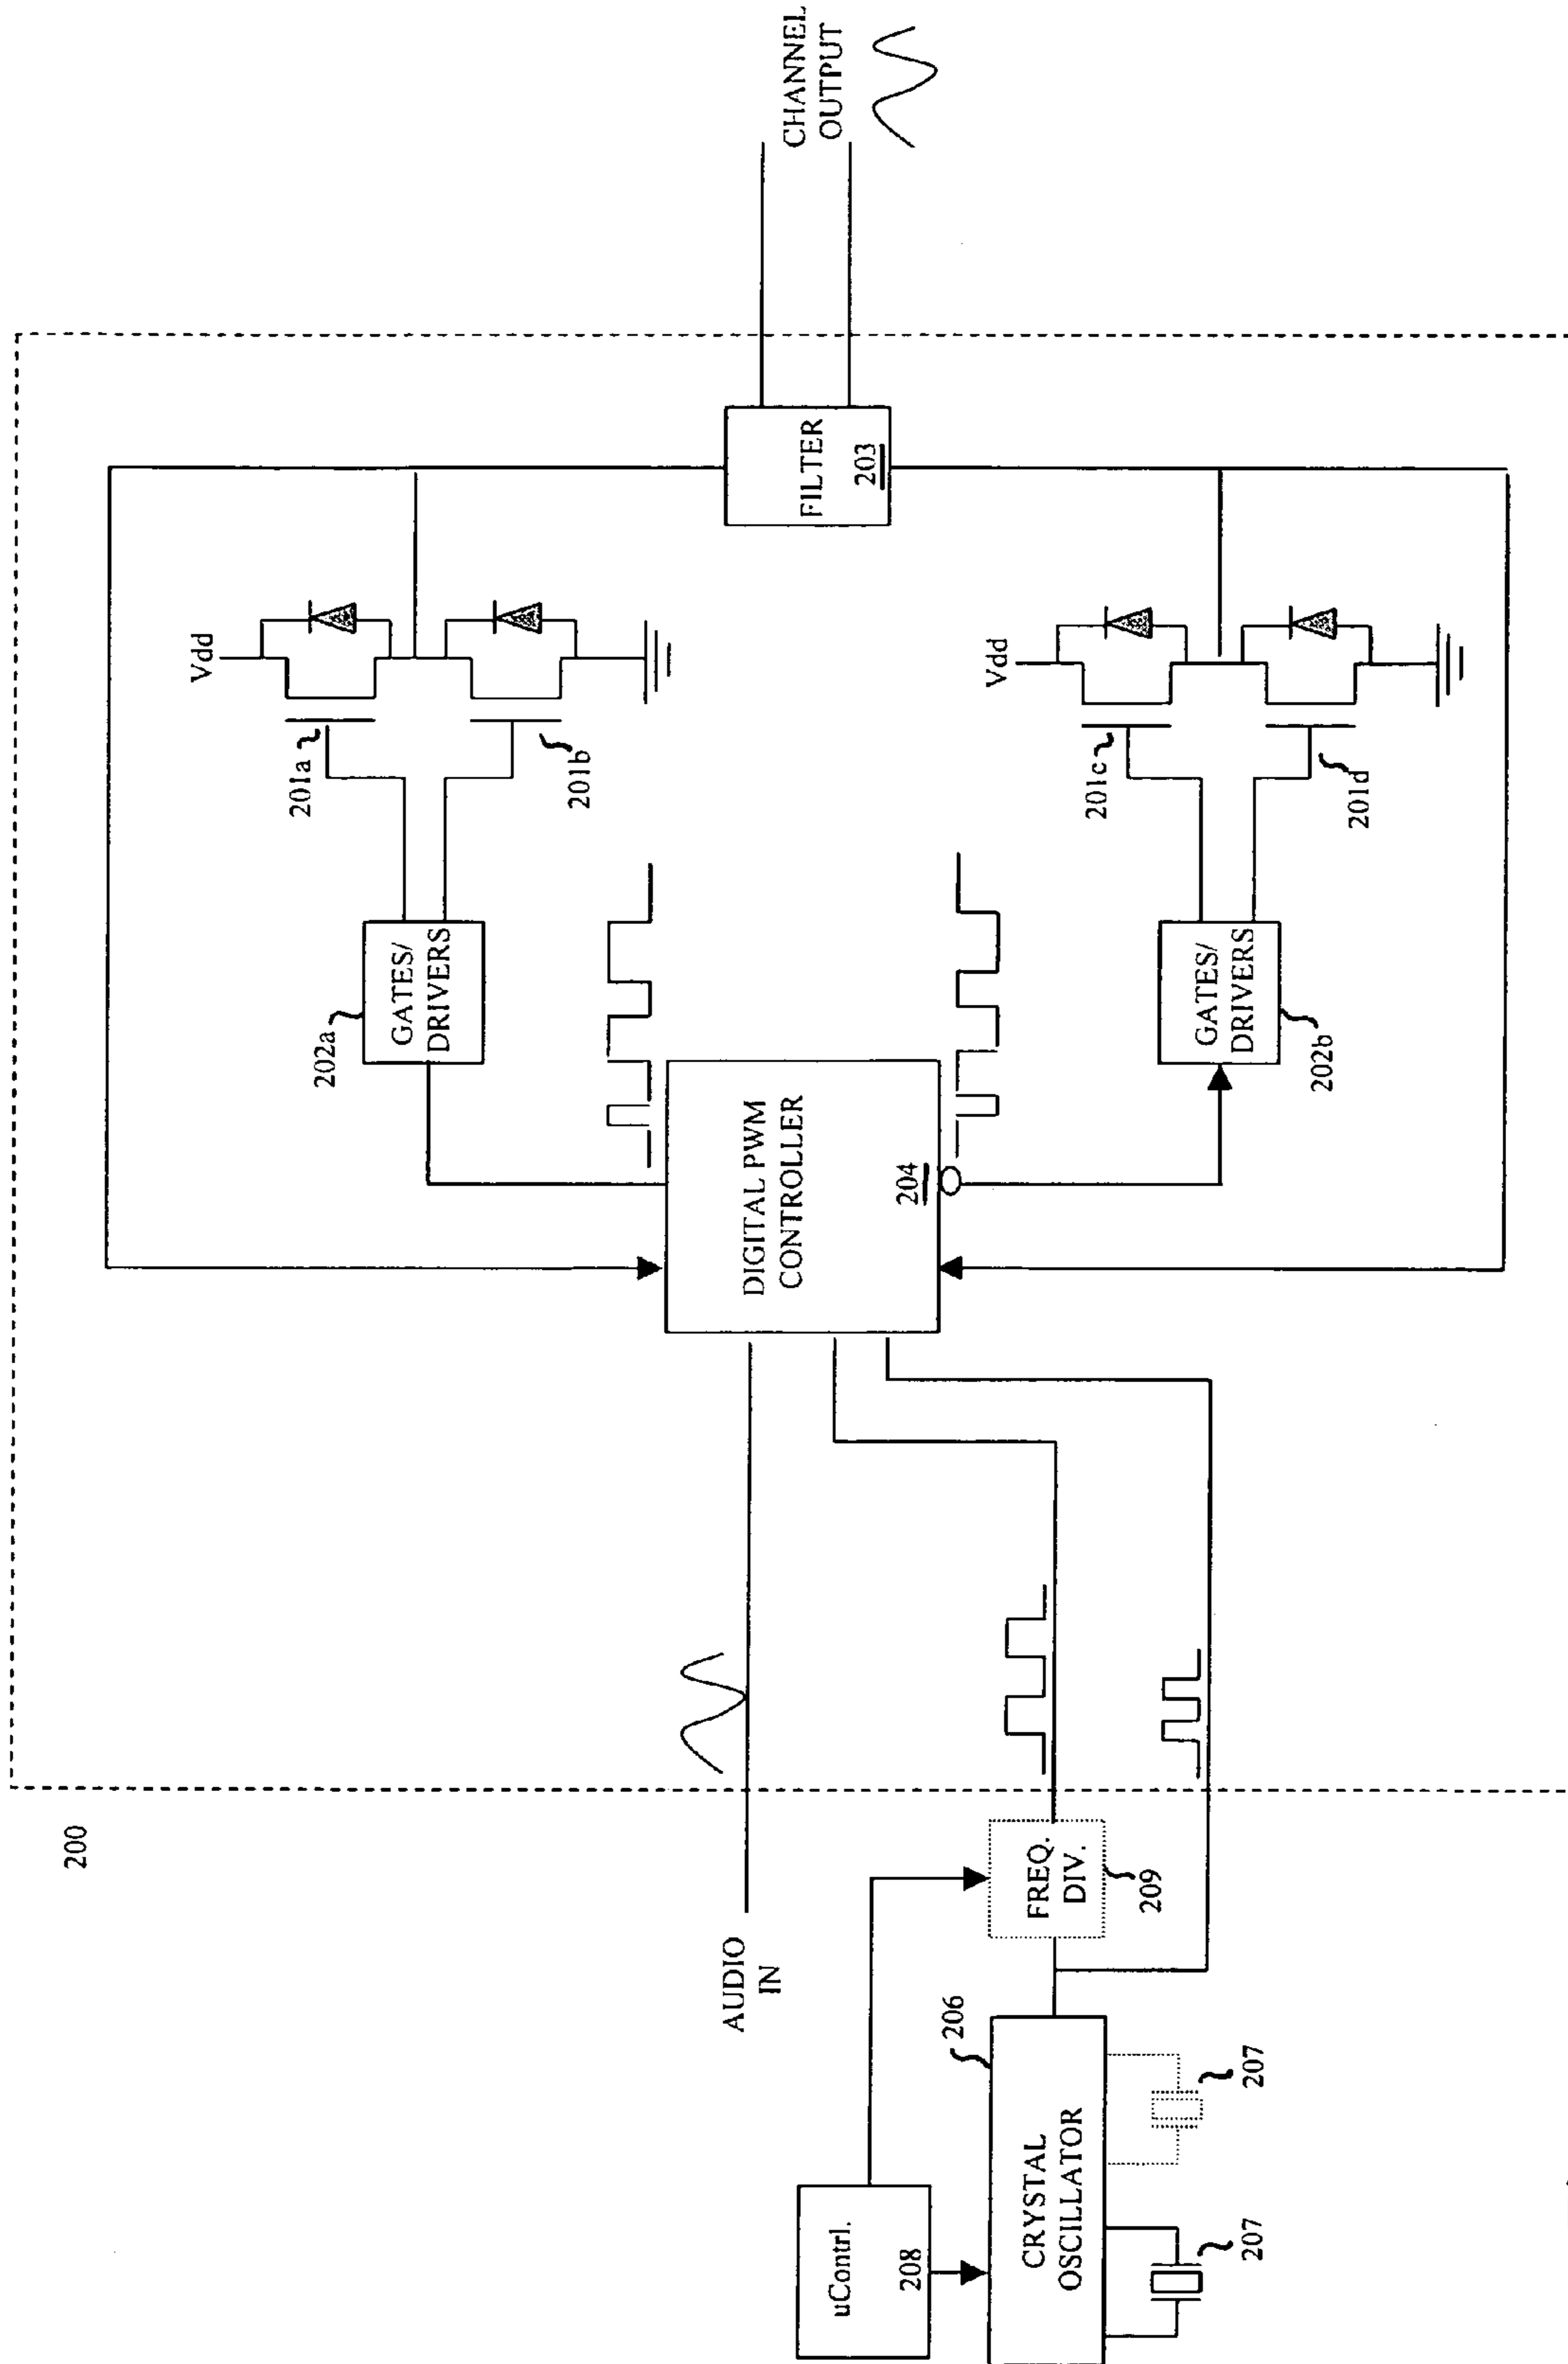 200
Vdd
201a
201b
202a
GATES/
DRIVERS
CHANNEL
OUTPUT
FILTER
203
AUDIO
IN
DIGITAL PWM
CONTROLLER
204
uContrl.
208
206
CRYSTAL
OSCILLATOR
207
207
FREQ.
DIV.
209
Vdd
201c
201d
GATES/
DRIVERS
202b